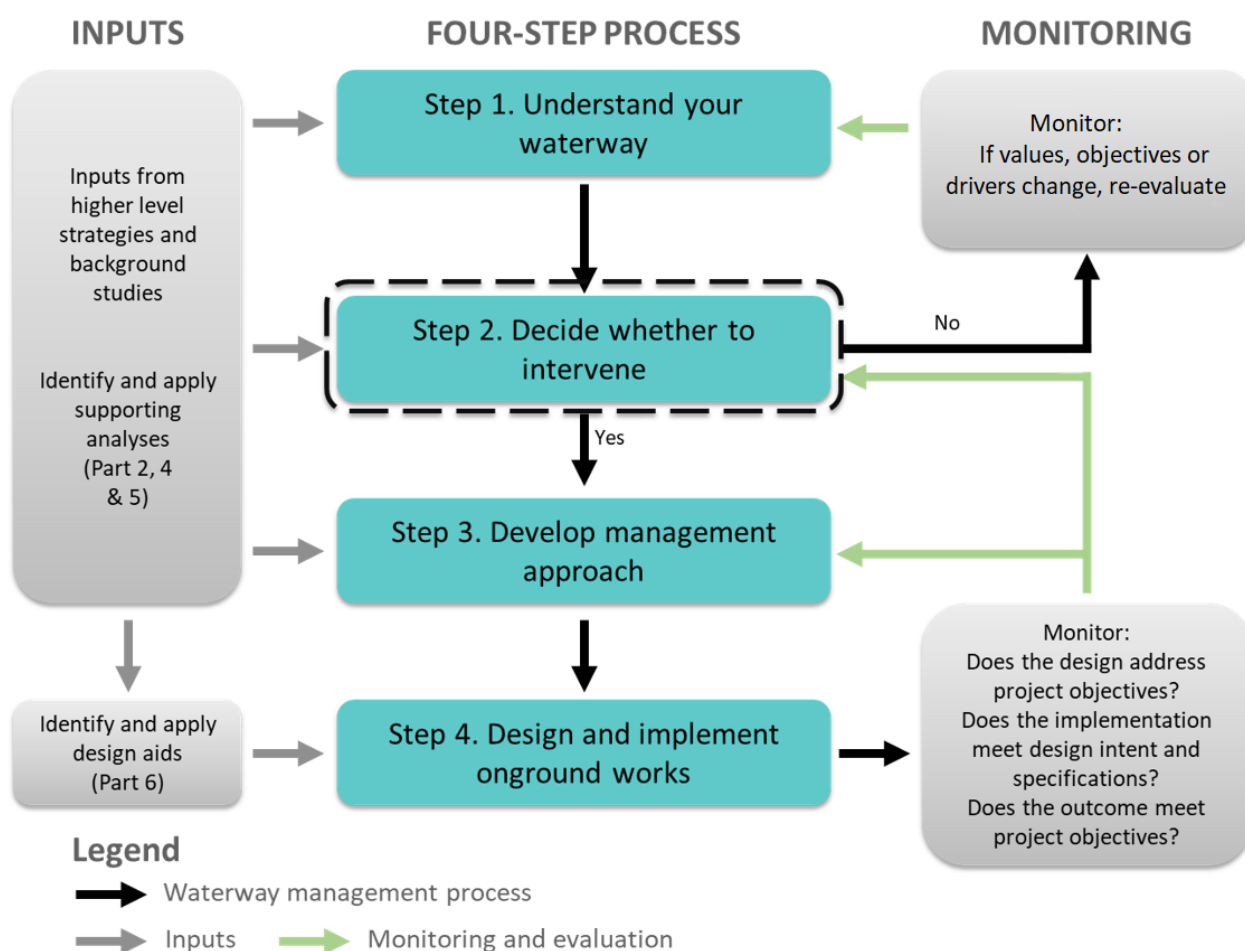 INPUTS
FOUR-STEP PROCESS
MONITORING
Inputs from
higher level
strategies and
background
studies
Identify and apply
supporting
analyses
(Part 2, 4
& 5)
Identify and apply
design aids
(Part 6)
Step 1. Understand your
waterway
Step 2. Decide whether to
intervene
No
Yes
Step 3. Develop management
approach
Step 4. Design and implement
onground works
Monitor:
If values, objectives or
drivers change, re-evaluate
Monitor:
Does the design address
project objectives?
Does the implementation
meet design intent and
specifications?
Does the outcome meet
project objectives?
Legend
Waterway management process
Inputs
Monitoring and evaluation